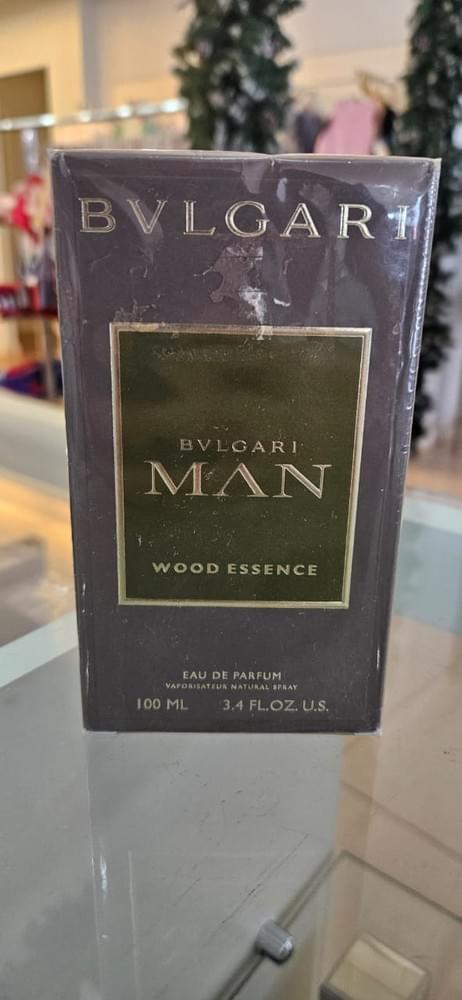 BVLGARI
BVLGARI
MAN
WOOD ESSENCE
EAU DE PARFUM
VAPORISATEUR NATURAL SPRAY
100 ML 3.4 FL.OZ. U.S.